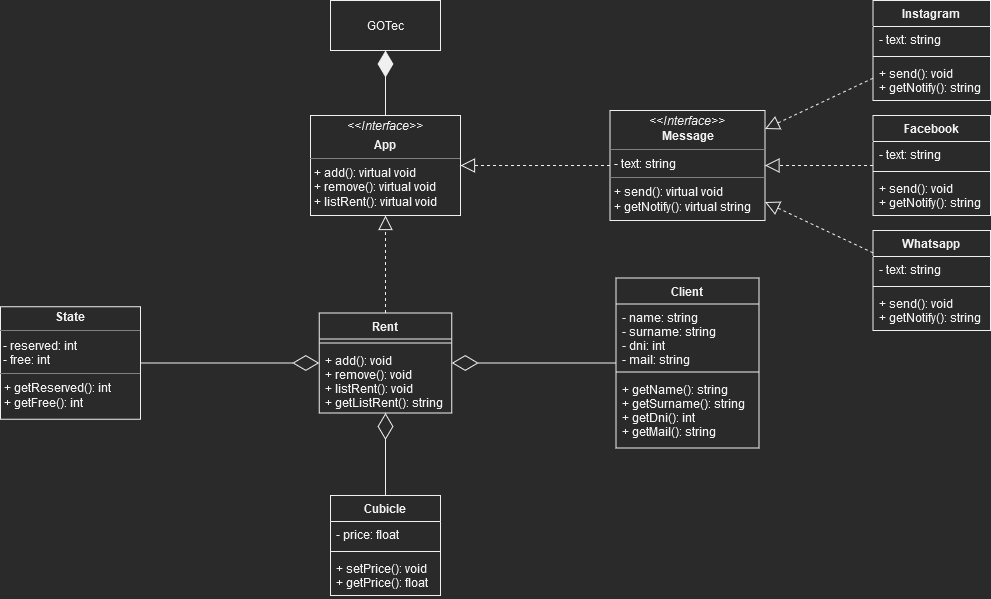 GOTec
<<Interface>>
App
+ add(): virtual void
+ remove(): virtual void
+ listRent(): virtual void
<<Interface>>
Message
- text: string
+ send(): virtual void
+ getNotify(): virtual string
Instagram
- text: string
+ send(): void
+ getNotify(): string
Facebook
- text: string
+ send(): void
+ getNotify(): string
Whatsapp
- text: string
+ send(): void
+ getNotify(): string
State
- reserved: int
- free: int
+ getReserved(): int
+ getFree(): int
Rent
+ add(): void
+ remove(): void
+ listRent(): void
+ getListRent(): string
Client
- name: string
- surname: string
- dni: int
- mail: string
+ getName(): string
+ getSurname(): string
+ getDni(): int
+ getMail(): string
Cubicle
- price: float
+ setPrice(): void
+ getPrice(): float